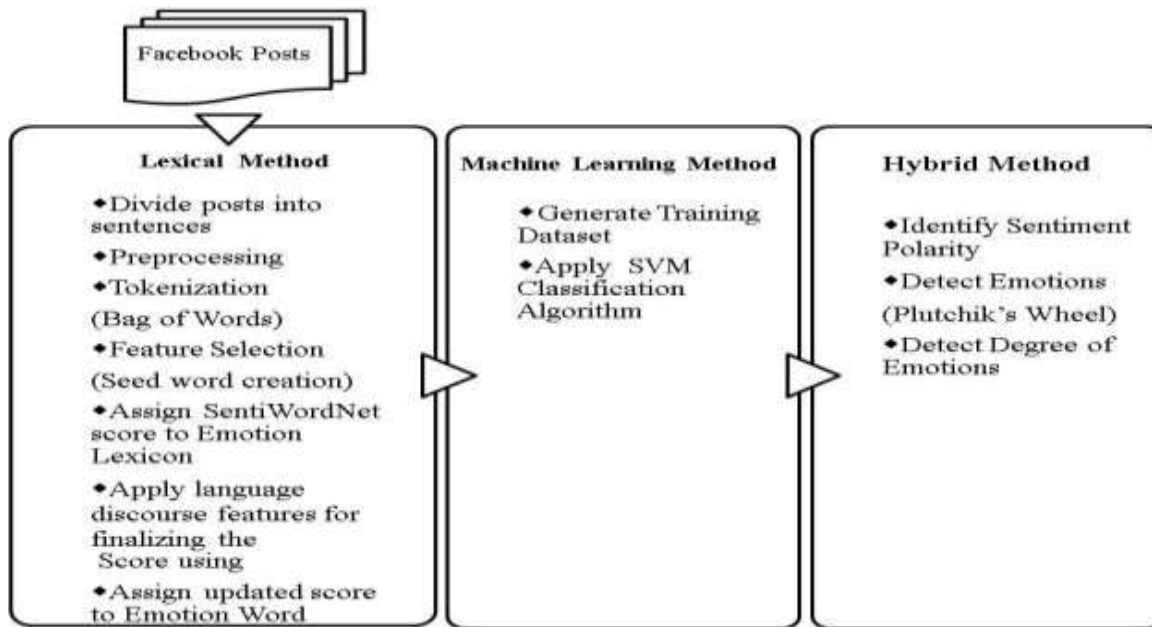 Facebook Posts
Lexical Method
◆Divide posts into
sentences
◆Preprocessing
◆Tokenization
(Bag of Words)
◆Feature Selection
(Seed word creation)
◆Assign SentiWordNet
score to Emotion
Lexicon
◆Apply language
discourse features for
finalizing the
Score using
◆Assign updated score
to Emotion Word
Machine Learning Method
◆Generate Training
Dataset
◆Apply SVM
Classification
Algorithm
Hybrid Method
◆Identify Sentiment
Polarity
◆Detect Emotions
(Plutchik's Wheel)
◆Detect Degree of
Emotions